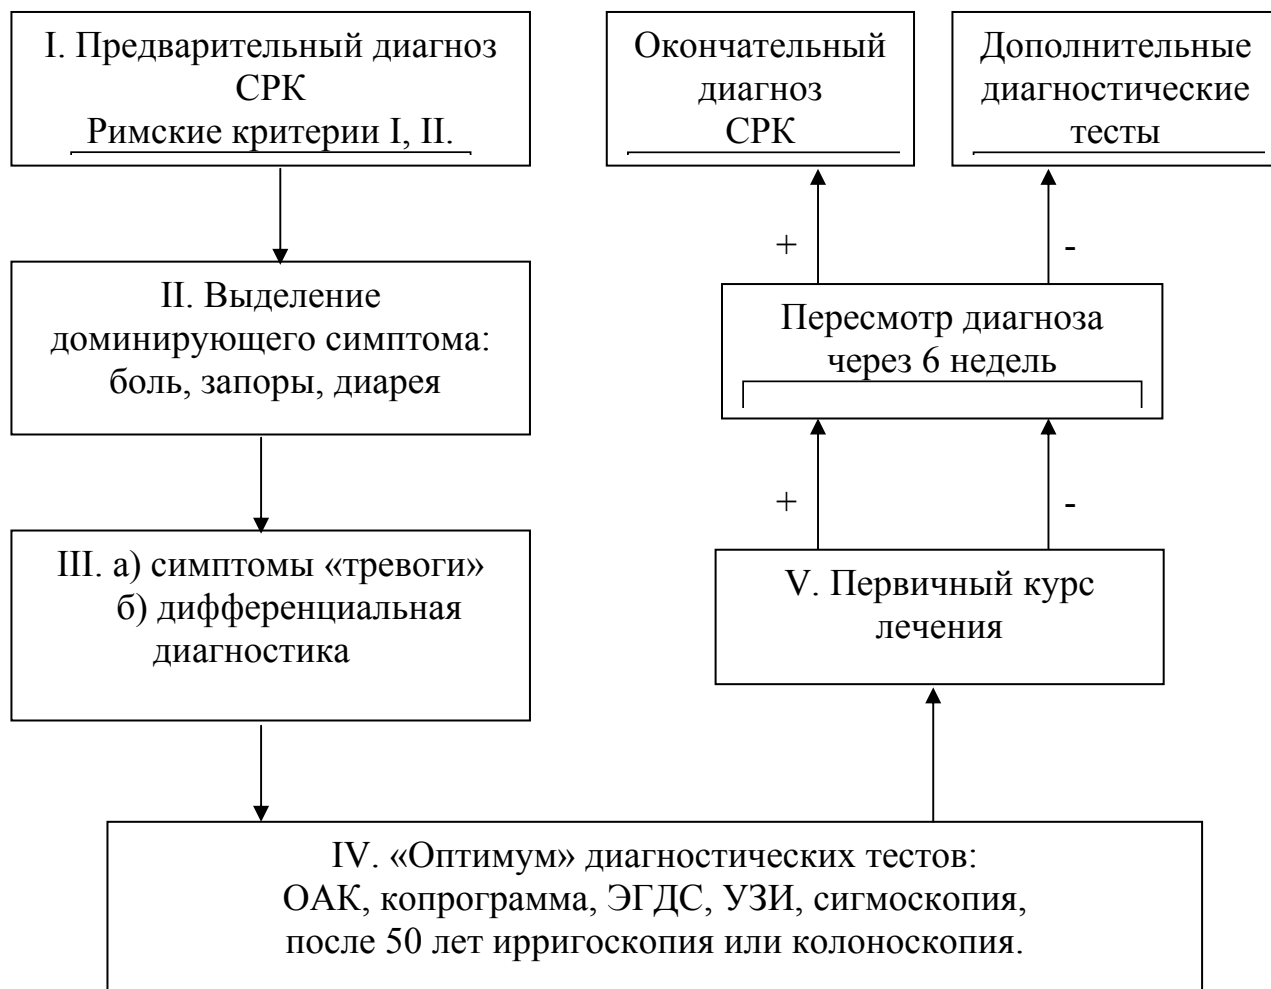 I. Предварительный диагноз
СРК
Римские критерии I, II.
Окончательный
диагноз
СРК
Дополнительные
диагностические
тесты
+
-
II. Выделение
доминирующего симптома:
боль, запоры, диарея
Пересмотр диагноза
через 6 недель
+
-
III. а) симптомы «тревоги»
б) дифференциальная
диагностика
V. Первичный курс
лечения
IV. «Оптимум» диагностических тестов:
ОАК, копрограмма, ЭГДС, УЗИ, сигмоскопия,
после 50 лет ирригоскопия или колоноскопия.